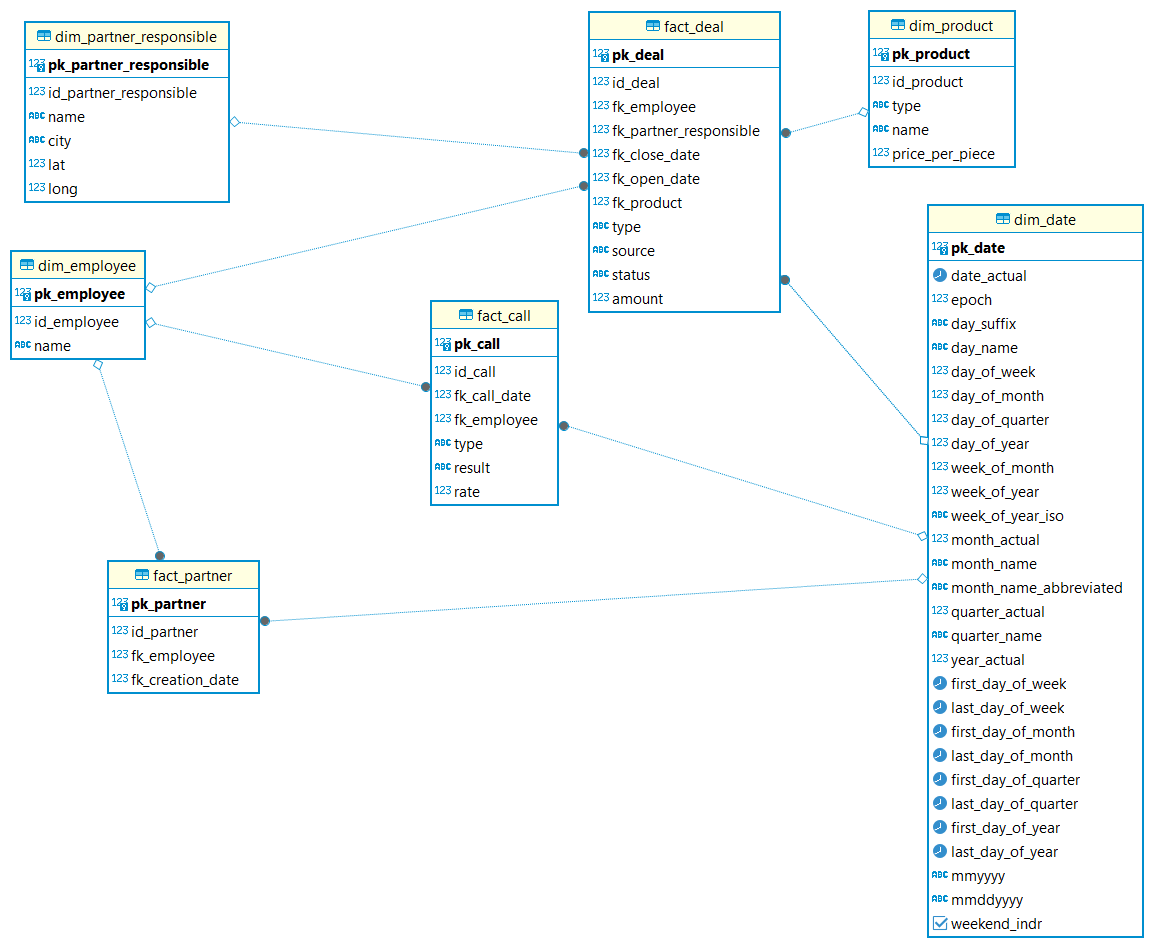 dim_partner_responsible
123 pk_partner_responsible
123 id_partner_responsible
ABC name
ABC city
123 lat
123 long
fact_deal
123 pk_deal
123 id_deal
123 fk_employee
123 fk_partner_responsible
123 fk_close_date
123 fk_open_date
123 fk_product
ABC type
ABC source
ABC status
123 amount
dim_product
123 pk_product
123 id_product
ABC type
ABC name
123 price_per_piece
dim_employee
123 pk_employee
123 id_employee
ABC name
fact_call
123 pk_call
123 id_call
123 fk_call_date
123 fk_employee
ABC type
ABC result
123 rate
fact_partner
123 pk_partner
123 id_partner
123 fk_employee
123 fk_creation_date
dim_date
123 pk_date
date_actual
123 epoch
ABC day_suffix
ABC day_name
123 day_of_week
123 day_of_month
123 day_of_quarter
123 day_of_year
123 week_of_month
123 week_of_year
ABC week_of_year_iso
123 month_actual
ABC month_name
ABC month_name_abbreviated
123 quarter_actual
ABC quarter_name
123 year_actual
first_day_of_week
last_day_of_week
first_day_of_month
last_day_of_month
first_day_of_quarter
last_day_of_quarter
first_day_of_year
last_day_of_year
ABC mmyyyy
ABC mmddyyyy
weekend_indr